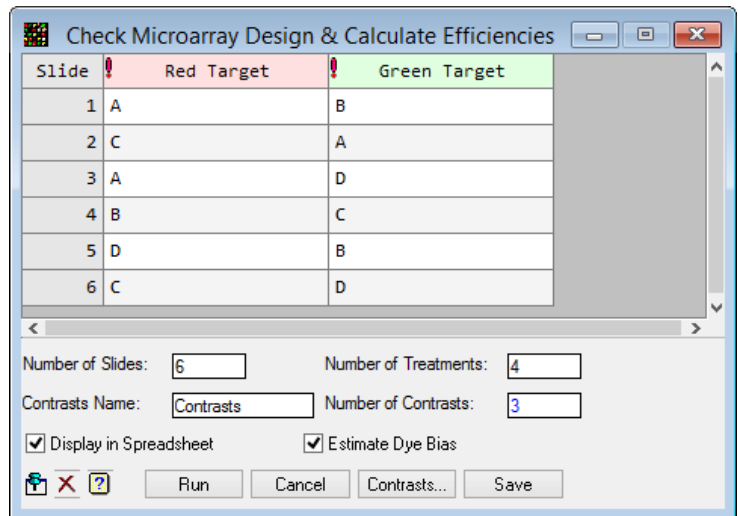 Check Microarray Design & Calculate Efficiencies
Slide ! Red Target ! Green Target
1 A B
2 C A
3 A D
4 B C
5 D B
6 C D
Number of Slides: 6 Number of Treatments: 4
Contrasts Name: Contrasts Number of Contrasts: 3
Display in Spreadsheet Estimate Dye Bias
? Run Cancel Contrasts... Save